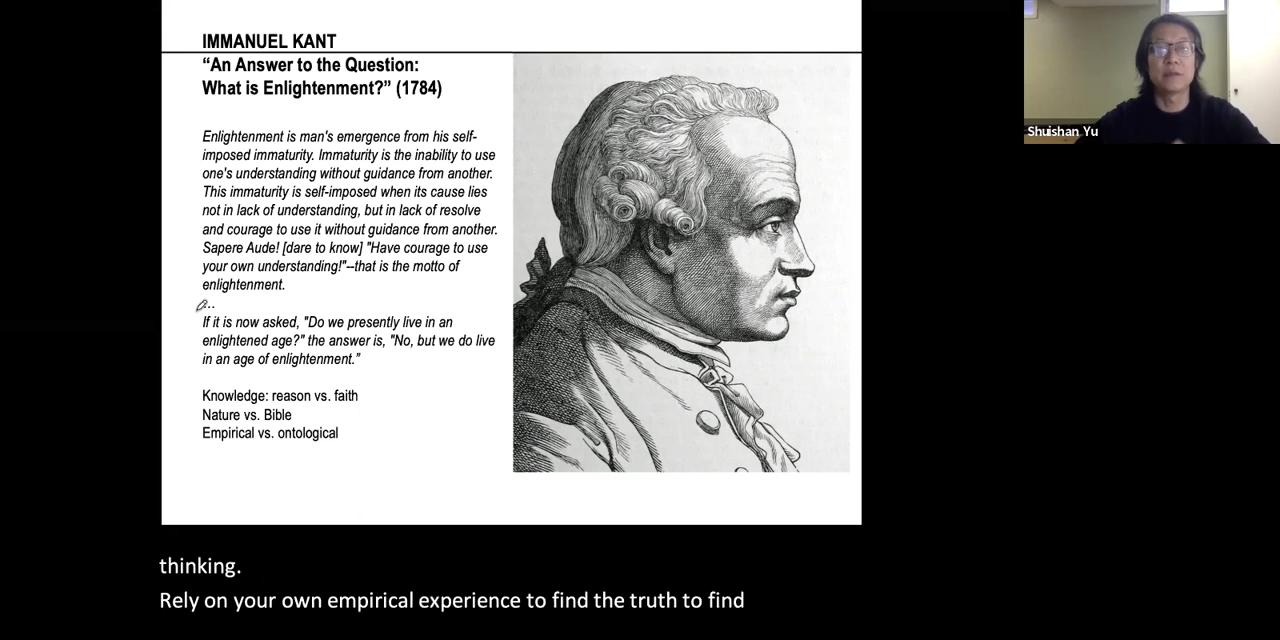 IMMANUEL KANT
“An Answer to the Question:
What is Enlightenment?” (1784)
Enlightenment is man's emergence from his self-
imposed immaturity. Immaturity is the inability to use
one's understanding without guidance from another.
This immaturity is self-imposed when its cause lies
not in lack of understanding, but in lack of resolve
and courage to use it without guidance from another.
Sapere Aude! [dare to know] "Have courage to use
your own understanding!"--that is the motto of
enlightenment.
...
If it is now asked, "Do we presently live in an
enlightened age?" the answer is, "No, but we do live
in an age of enlightenment.”
Knowledge: reason vs. faith
Nature vs. Bible
Empirical vs. ontological
Shuishan Yu
thinking.
Rely on your own empirical experience to find the truth to find